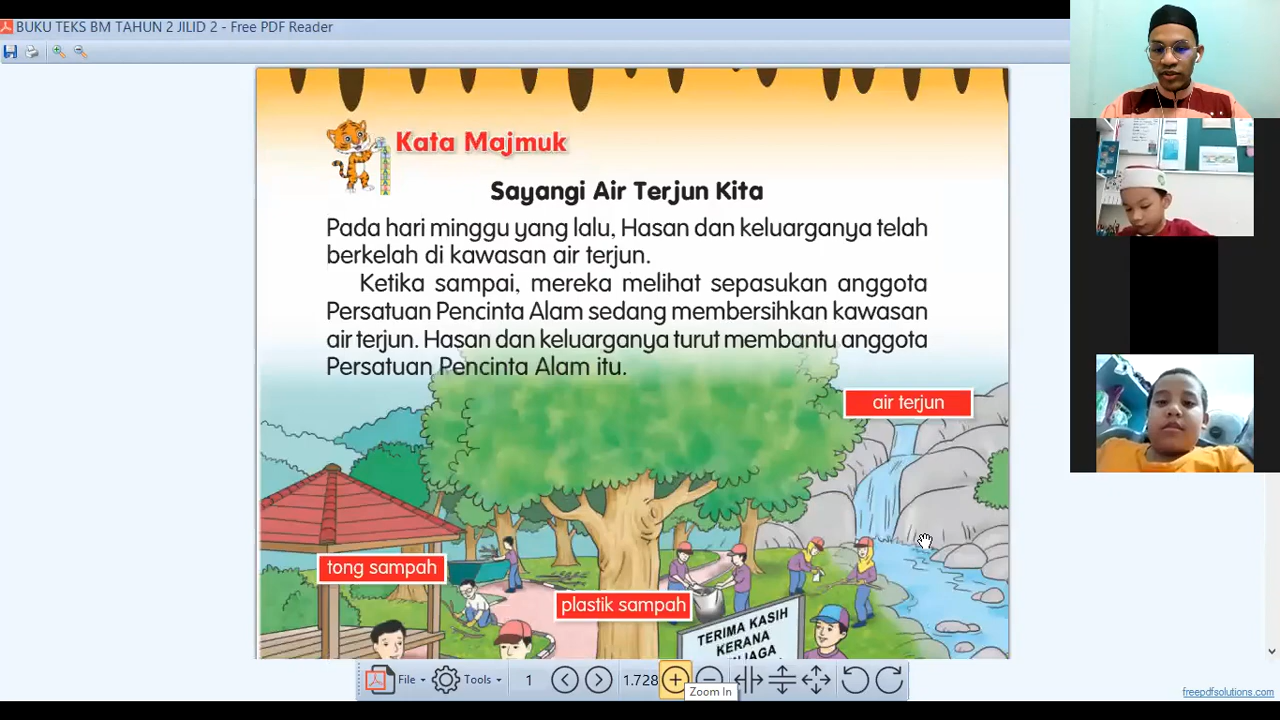 BUKU TEKS BM TAHUN 2 JILID 2 - Free PDF Reader
Kata Majmuk
Sayangi Air Terjun Kita
Pada hari minggu yang lalu, Hasan dan keluarganya telah
berkelah di kawasan air terjun.
Ketika sampai, mereka melihat sepasukan anggota
Persatuan Pencinta Alam sedang membersihkan kawasan
air terjun. Hasan dan keluarganya turut membantu anggota
Persatuan Pencinta Alam itu.
air terjun
tong sampah
plastik sampah
TERIMA KASIH
KERANA
File
Tools
1
1.728
Zoom In
freepdfsolutions.com